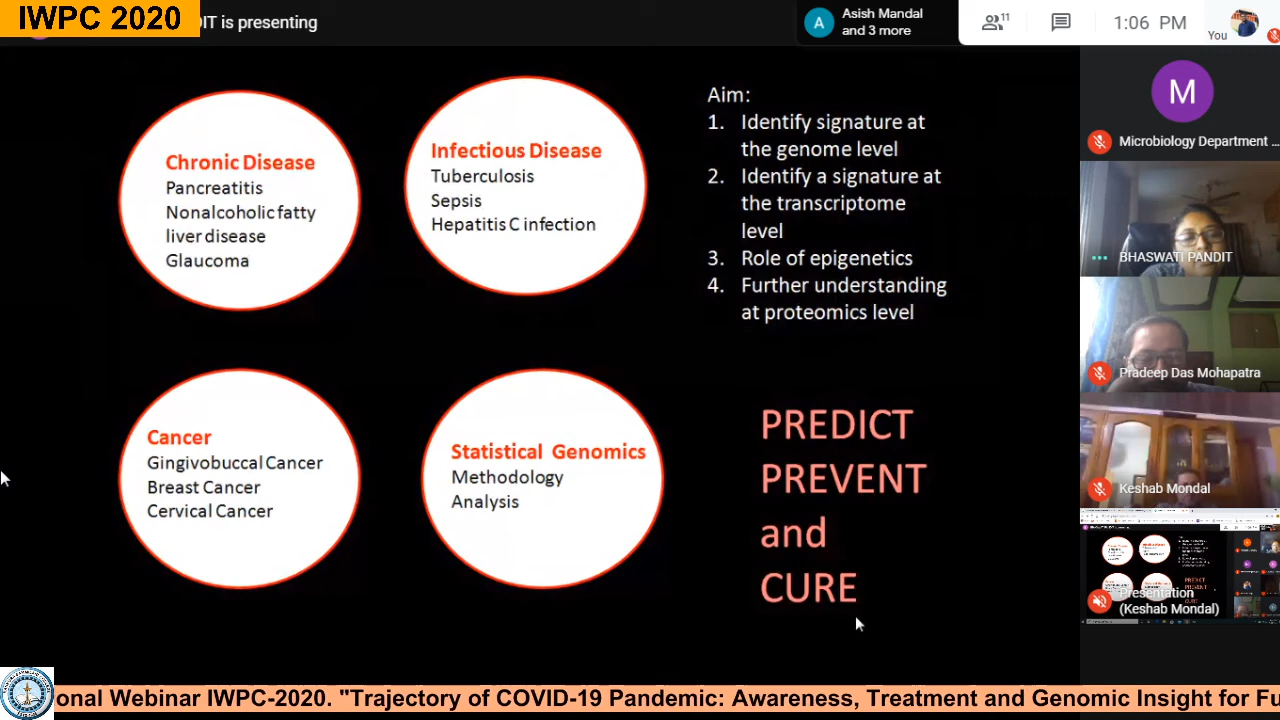 IWPC 2020
DIT is presenting
A
Asish Mandal
and 3 more
11
1:06 PM
You
Chronic Disease
Pancreatitis
Nonalcoholic fatty
liver disease
Glaucoma
Infectious Disease
Tuberculosis
Sepsis
Hepatitis C infection
Aim:
1. Identify signature at
the genome level
2. Identify a signature at
the transcriptome
level
3. Role of epigenetics
4. Further understanding
at proteomics level
Cancer
Gingivobuccal Cancer
Breast Cancer
Cervical Cancer
Statistical Genomics
Methodology
Analysis
PREDICT
PREVENT
and
CURE
M
Microbiology Department ...
BHASWATI PANDIT
Pradeep Das Mohapatra
Keshab Mondal
PREDICT
PREVENT
Presentation
(Keshab Mondal)
onal Webinar IWPC-2020. "Trajectory of COVID-19 Pandemic: Awareness, Treatment and Genomic Insight for Fu